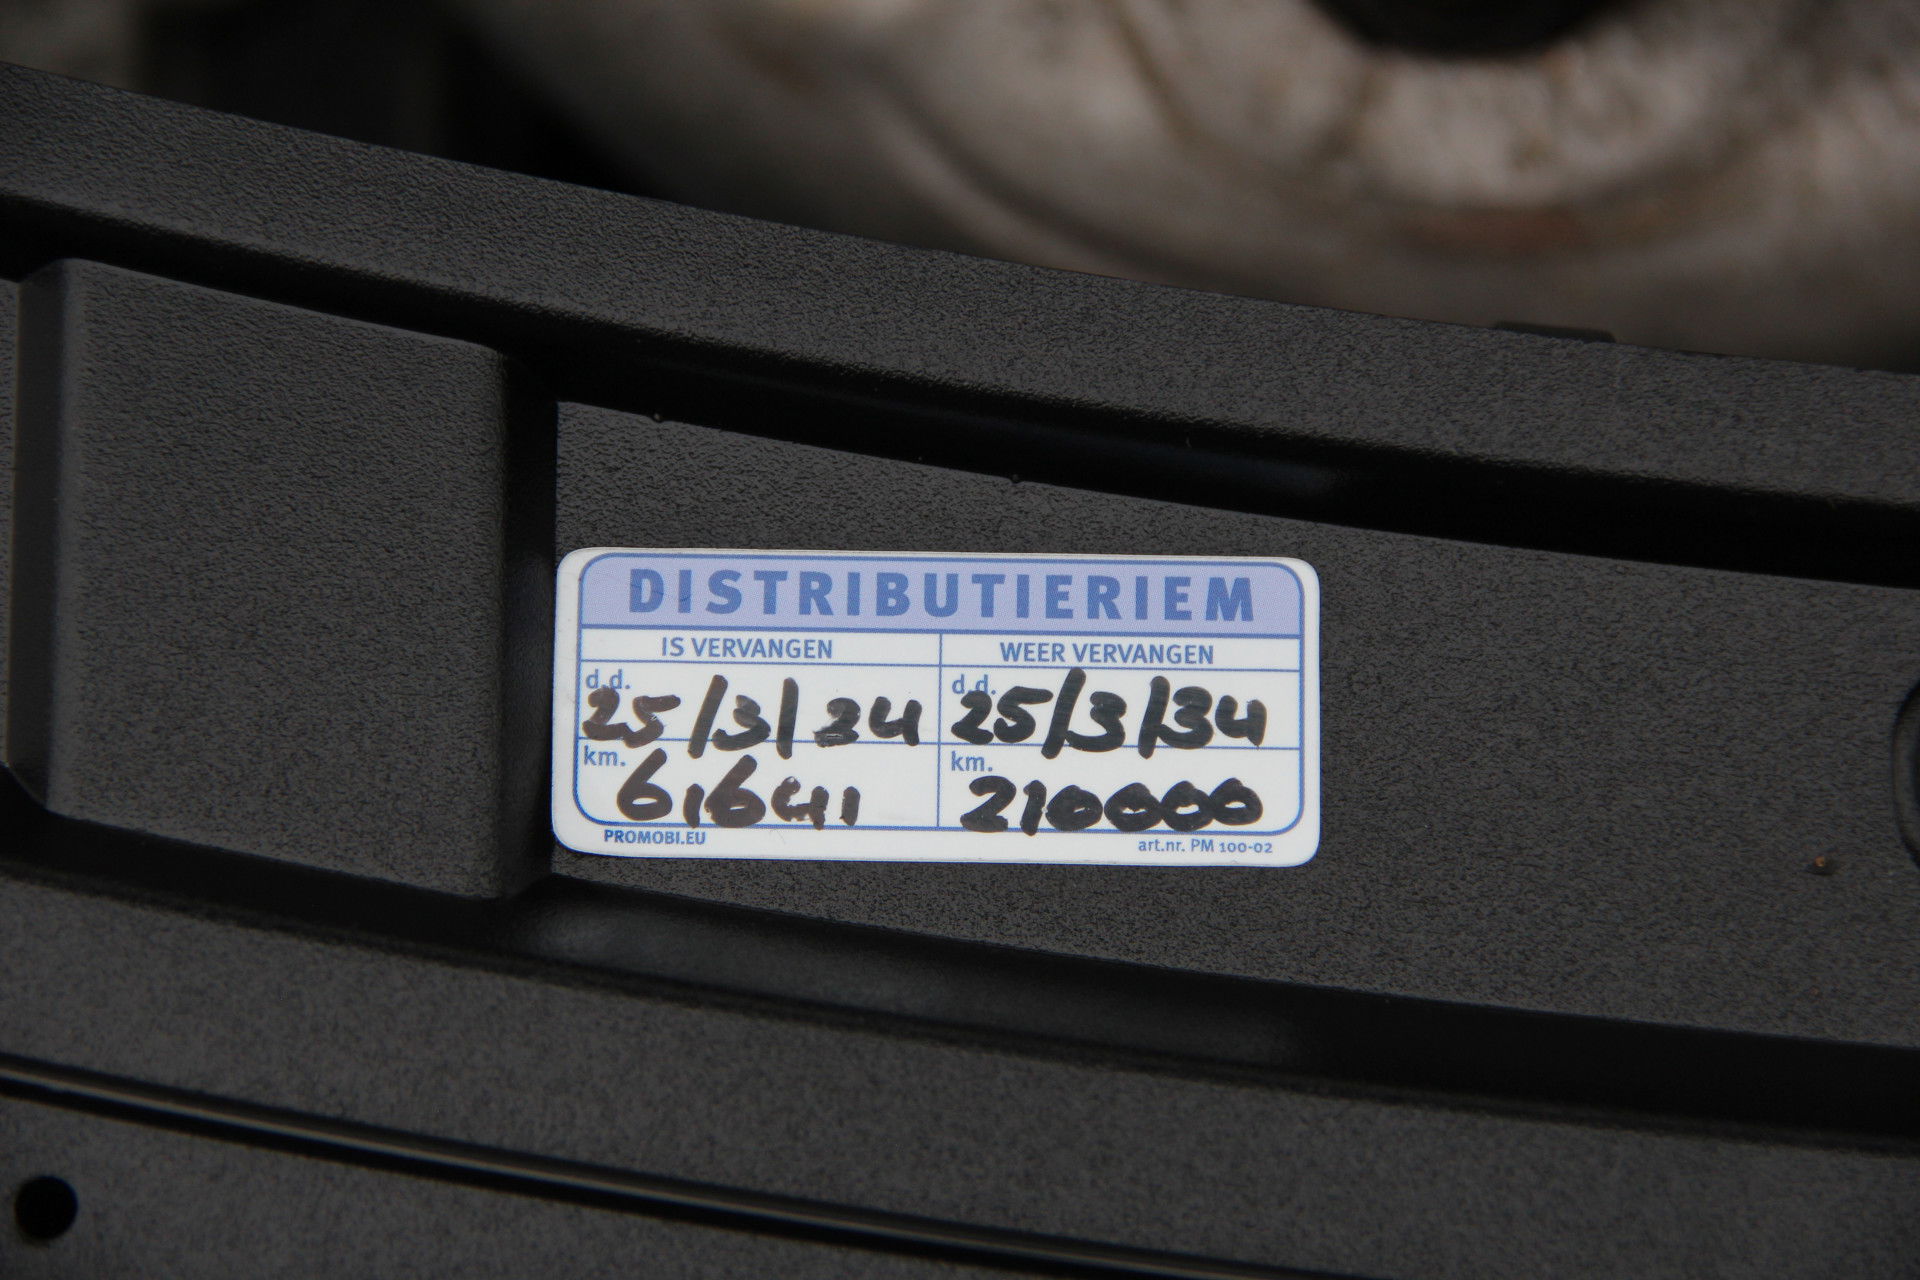 DISTRIBUTIERIEM
IS VERVANGEN WEER VERVANGEN
d.d. 25/3/24 d.d. 25/3/34
km. 61641 km. 210000
PROMOBI.EU art.nr. PM 100-02